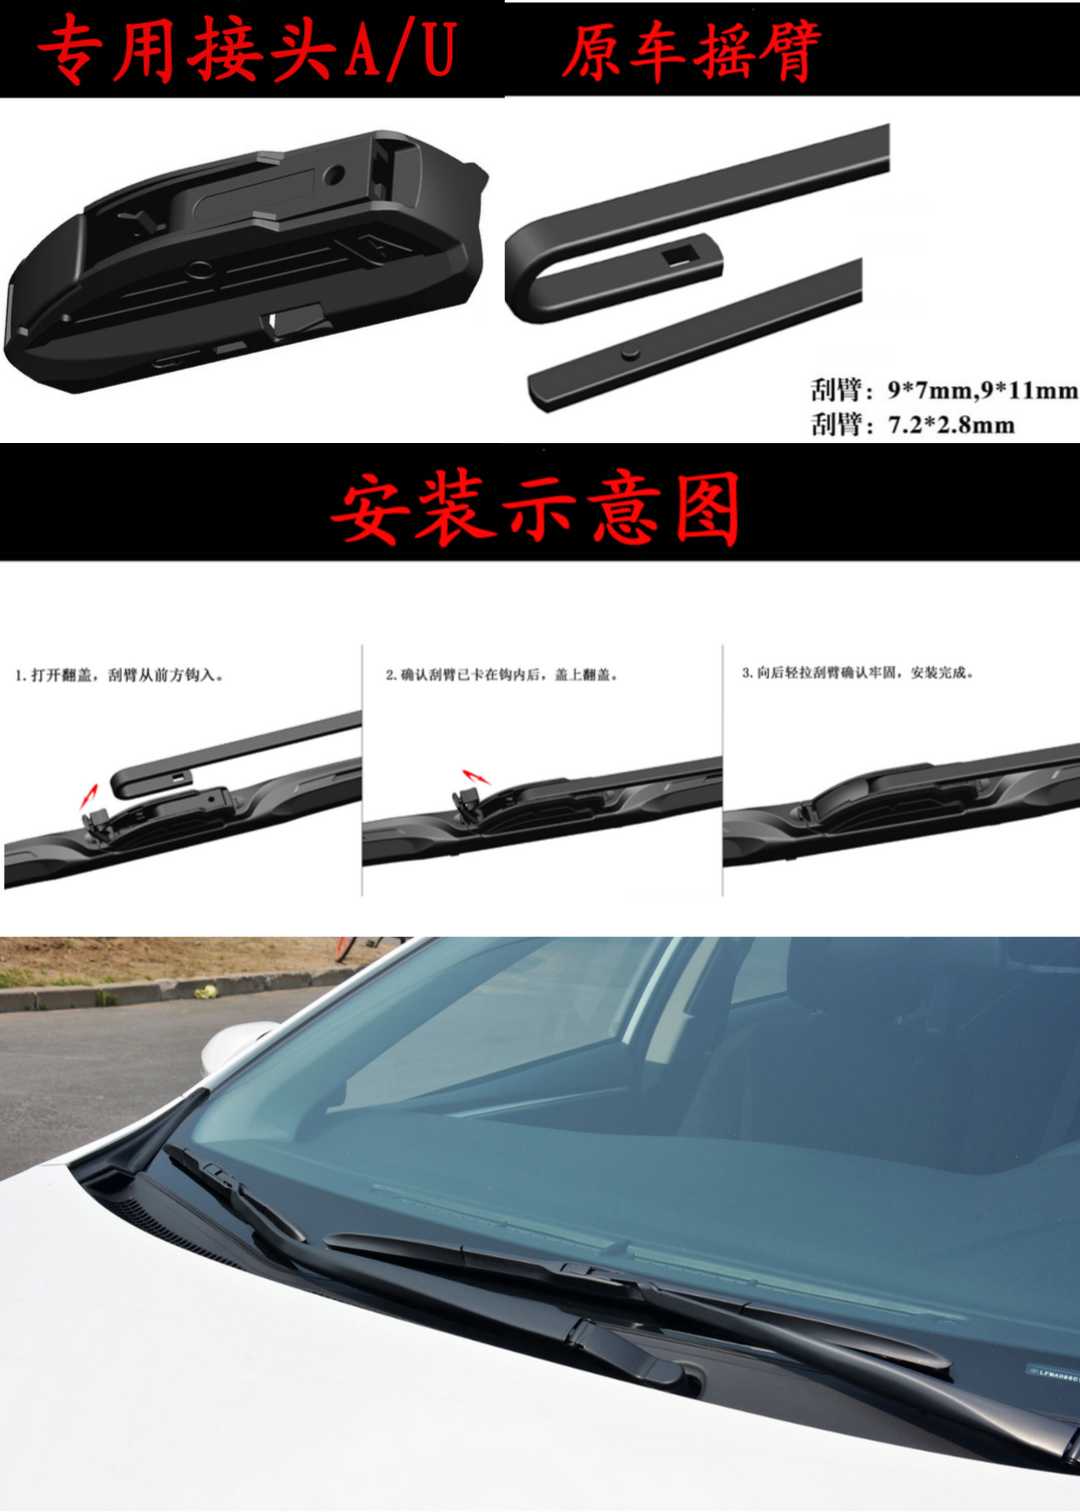 专用接头A/U
原车摇臂
刮臂：9*7mm,9*11mm
刮臂：7.2*2.8mm
安装示意图
1.打开翻盖，刮臂从前方钩入。
2.确认刮臂已卡在钩内后，盖上翻盖。
3.向后轻拉刮臂确认牢固，安装完成。